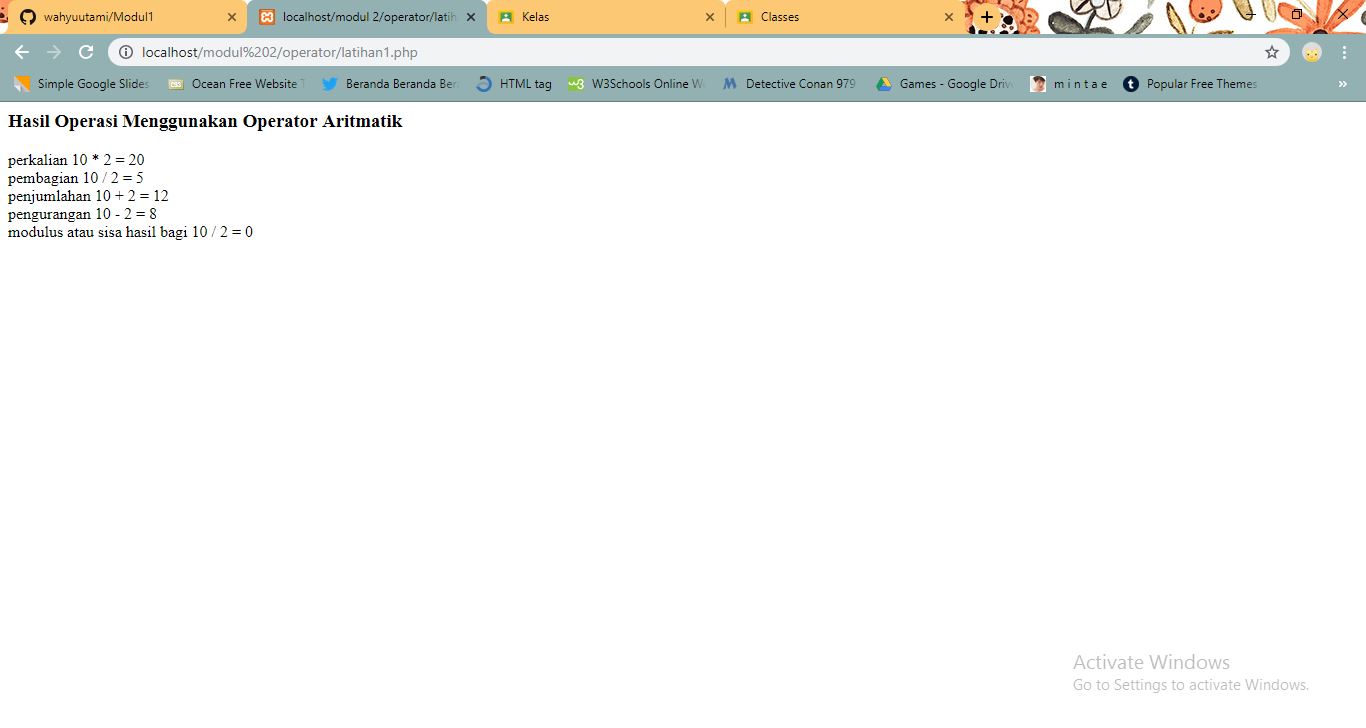 wahyuutami/Modul1
localhost/modul 2/operator/latih
Kelas
Classes
localhost/modul%202/operator/latihan1.php
Simple Google Slides
Ocean Free Website T
Beranda Beranda Ber
HTML tag
W3Schools Online W
Detective Conan 979
Games - Google Driv
m i n t a e
Popular Free Themes
Hasil Operasi Menggunakan Operator Aritmatik
perkalian 10 * 2 = 20
pembagian 10 / 2 = 5
penjumlahan 10 + 2 = 12
pengurangan 10 - 2 = 8
modulus atau sisa hasil bagi 10 / 2 = 0
Activate Windows
Go to Settings to activate Windows.